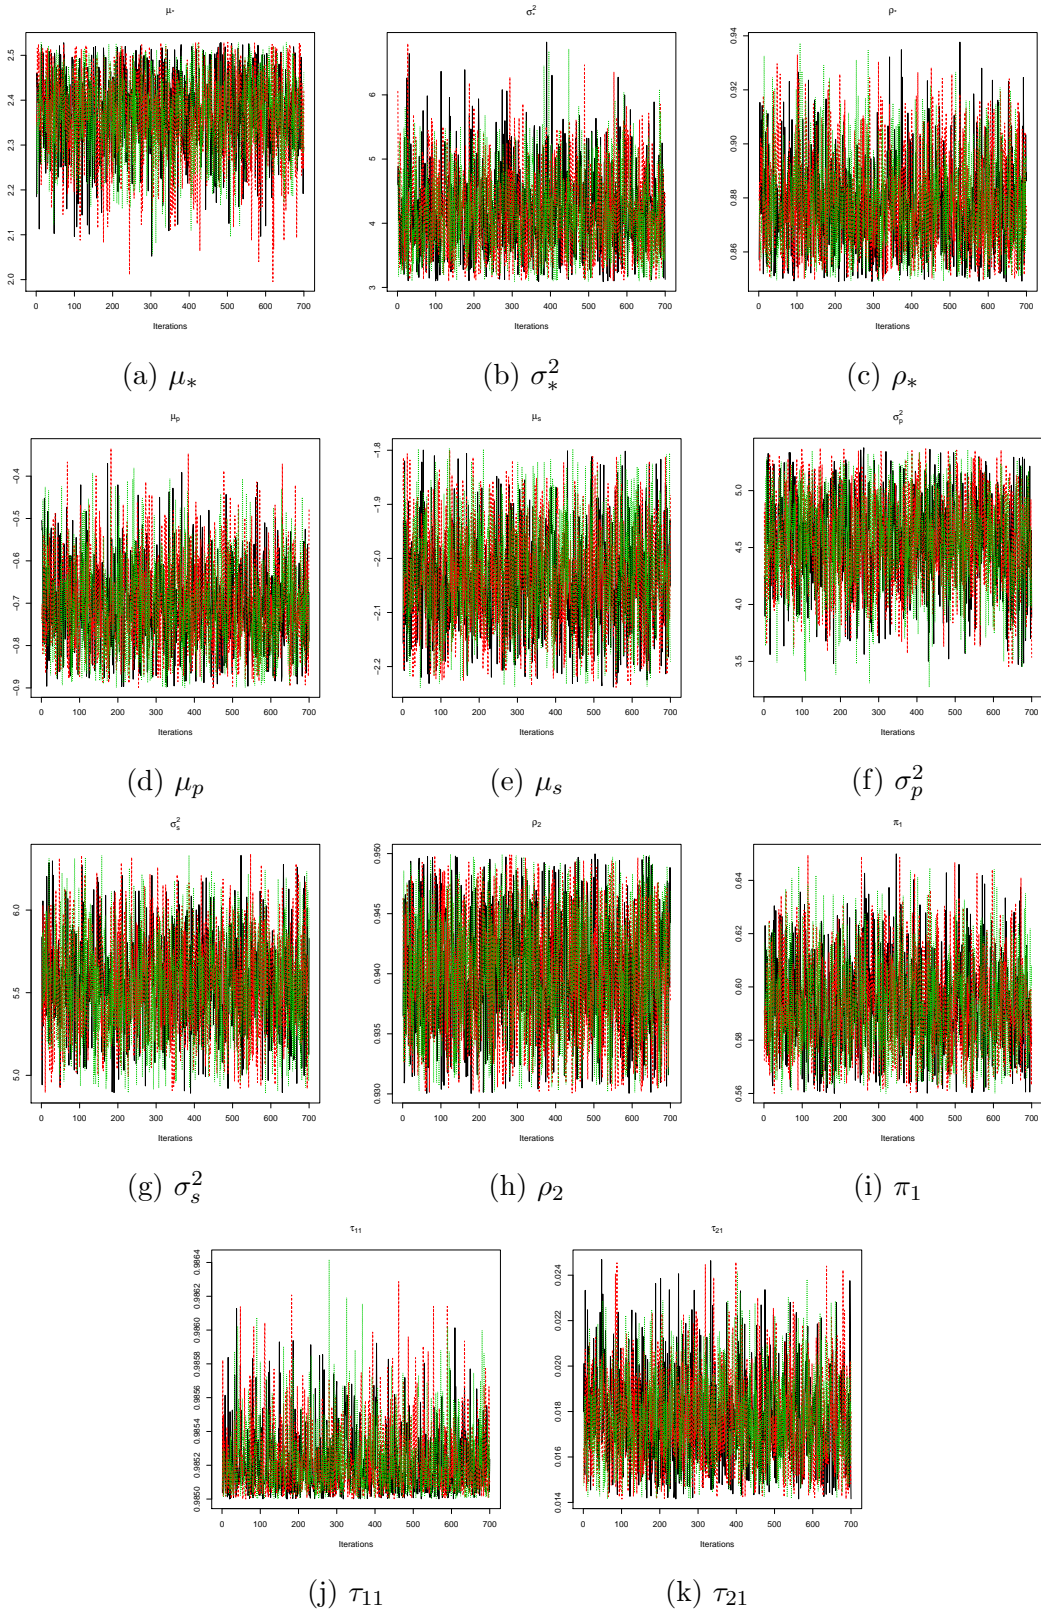 μ* σ*² ρ*
2.0 2.1 2.2 2.3 2.4 2.5
0 100 200 300 400 500 600 700
Iterations
3 4 5 6
0 100 200 300 400 500 600 700
Iterations
0.86 0.88 0.90 0.92 0.94
0 100 200 300 400 500 600 700
Iterations
(a) μ* (b) σ*² (c) ρ*
μp μs σp²
−0.9 −0.8 −0.7 −0.6 −0.5 −0.4
0 100 200 300 400 500 600 700
Iterations
−2.2 −2.1 −2.0 −1.9 −1.8
0 100 200 300 400 500 600 700
Iterations
3.5 4.0 4.5 5.0
0 100 200 300 400 500 600 700
Iterations
(d) μp (e) μs (f) σp²
σs² ρ2 π1
5.0 5.5 6.0
0 100 200 300 400 500 600 700
Iterations
0.930 0.935 0.940 0.945 0.950
0 100 200 300 400 500 600 700
Iterations
0.56 0.58 0.60 0.62 0.64
0 100 200 300 400 500 600 700
Iterations
(g) σs² (h) ρ2 (i) π1
τ11 τ21
0.9850 0.9852 0.9854 0.9856 0.9858 0.9860 0.9862 0.9864
0 100 200 300 400 500 600 700
Iterations
0.014 0.016 0.018 0.020 0.022 0.024
0 100 200 300 400 500 600 700
Iterations
(j) τ11 (k) τ21